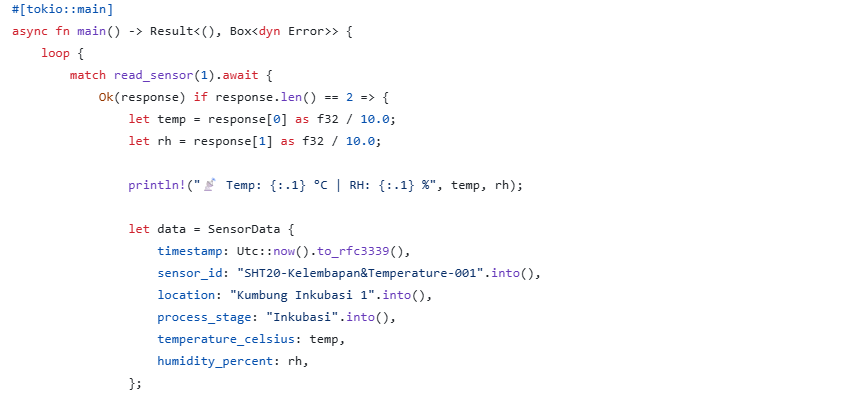 #[tokio::main]
async fn main() -> Result<(), Box<dyn Error>> {
    loop {
        match read_sensor(1).await {
            Ok(response) if response.len() == 2 => {
                let temp = response[0] as f32 / 10.0;
                let rh = response[1] as f32 / 10.0;

                println!("📡 Temp: {:.1} °C | RH: {:.1} %", temp, rh);

                let data = SensorData {
                    timestamp: Utc::now().to_rfc3339(),
                    sensor_id: "SHT20-Kelembapan&Temperature-001".into(),
                    location: "Kumbung Inkubasi 1".into(),
                    process_stage: "Inkubasi".into(),
                    temperature_celsius: temp,
                    humidity_percent: rh,
                };